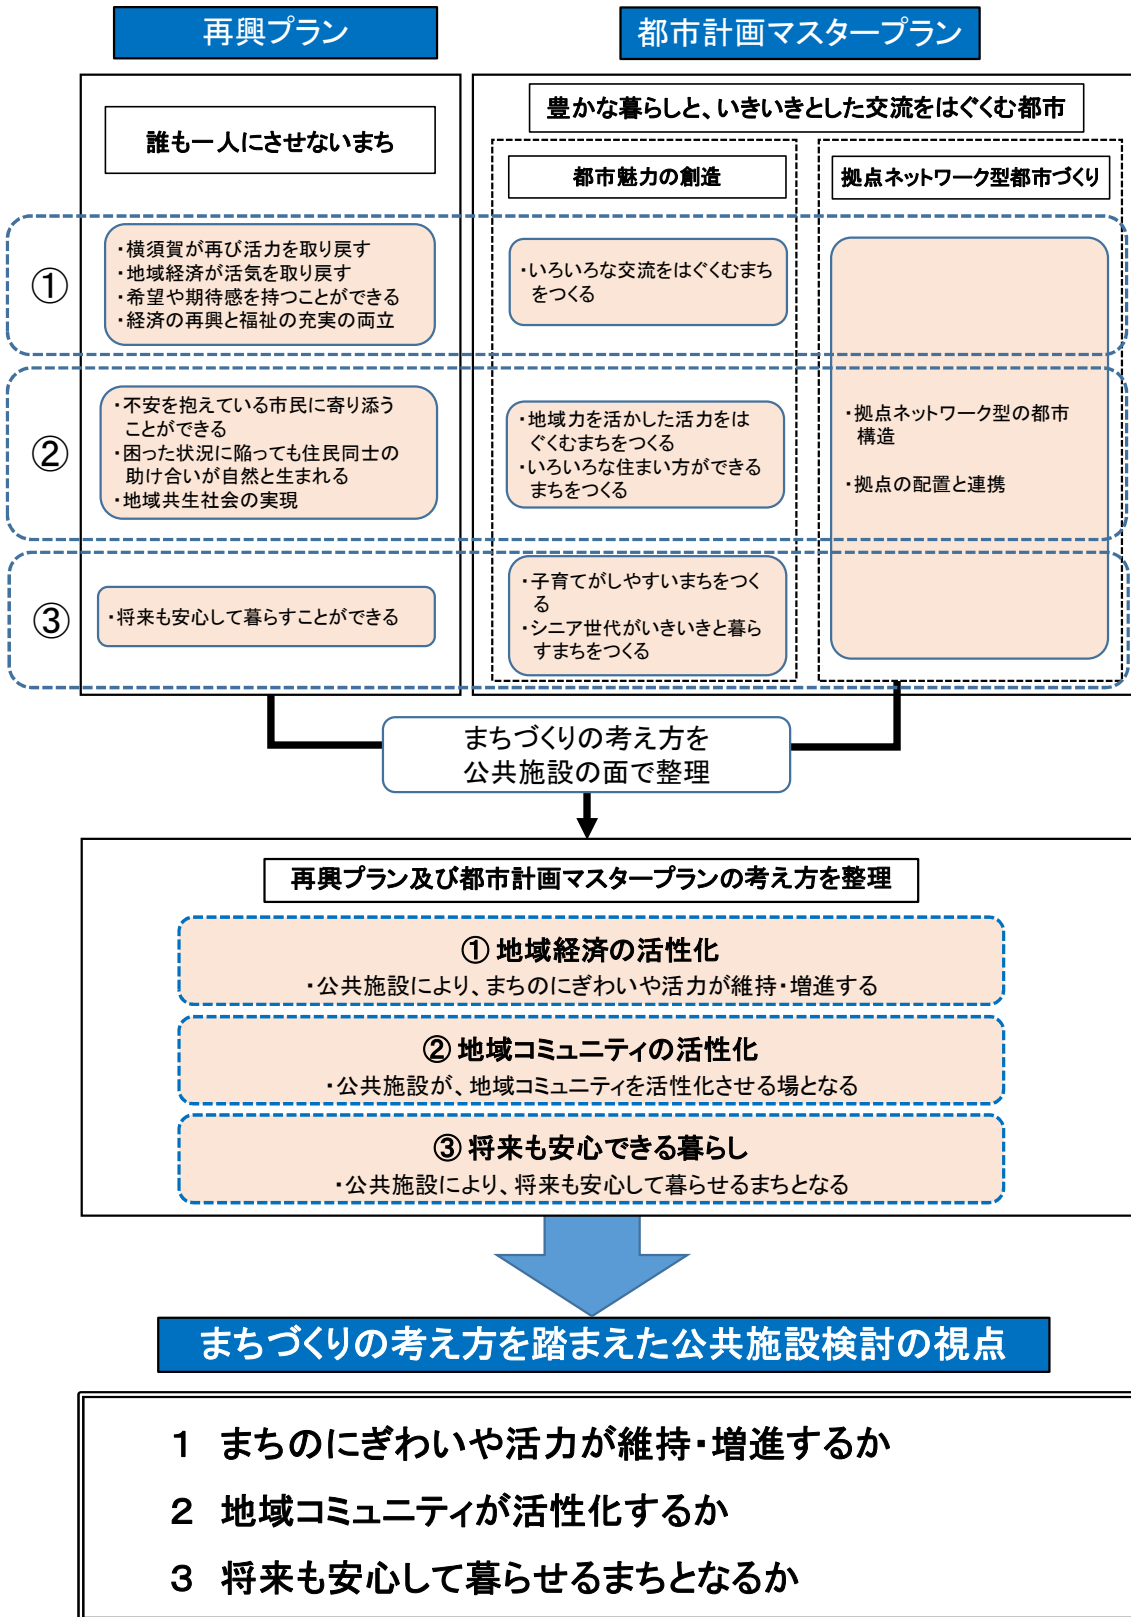 再興プラン
都市計画マスタープラン
誰も一人にさせないまち
豊かな暮らしと、いきいきとした交流をはぐくむ都市
都市魅力の創造
拠点ネットワーク型都市づくり
①
・横須賀が再び活力を取り戻す
・地域経済が活気を取り戻す
・希望や期待感を持つことができる
・経済の再興と福祉の充実の両立
・いろいろな交流をはぐくむまち
をつくる
②
・不安を抱えている市民に寄り添う
ことができる
・困った状況に陥っても住民同士の
助け合いが自然と生まれる
・地域共生社会の実現
・地域力を活かした活力をは
ぐくむまちをつくる
・いろいろな住まい方ができる
まちをつくる
・拠点ネットワーク型の都市
構造
・拠点の配置と連携
③
・将来も安心して暮らすことができる
・子育てがしやすいまちをつく
る
・シニア世代がいきいきと暮ら
すまちをつくる
まちづくりの考え方を
公共施設の面で整理
再興プラン及び都市計画マスタープランの考え方を整理
① 地域経済の活性化
・公共施設により、まちのにぎわいや活力が維持・増進する
② 地域コミュニティの活性化
・公共施設が、地域コミュニティを活性化させる場となる
③ 将来も安心できる暮らし
・公共施設により、将来も安心して暮らせるまちとなる
まちづくりの考え方を踏まえた公共施設検討の視点
１ まちのにぎわいや活力が維持・増進するか
２ 地域コミュニティが活性化するか
３ 将来も安心して暮らせるまちとなるか